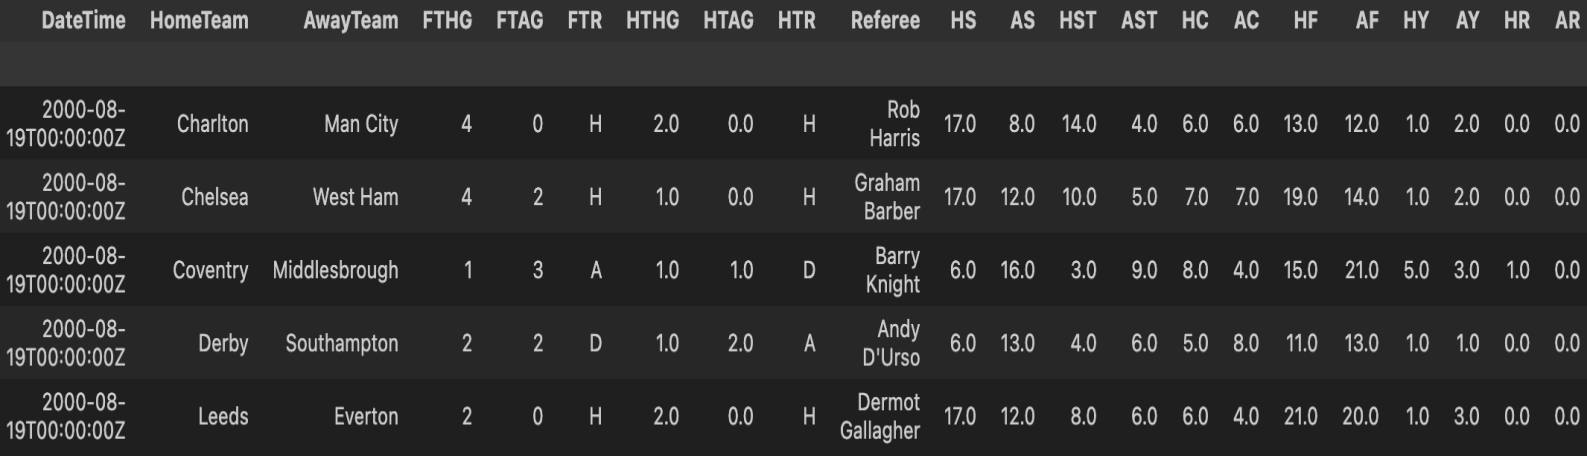 DateTime HomeTeam AwayTeam FTHG FTAG FTR HTHG HTAG HTR Referee HS AS HST AST HC AC HF AF HY AY HR AR
2000-08-19T00:00:00Z Charlton Man City 4 0 H 2.0 0.0 H Rob Harris 17.0 8.0 14.0 4.0 6.0 6.0 13.0 12.0 1.0 2.0 0.0 0.0
2000-08-19T00:00:00Z Chelsea West Ham 4 2 H 1.0 0.0 H Graham Barber 17.0 12.0 10.0 5.0 7.0 7.0 19.0 14.0 1.0 2.0 0.0 0.0
2000-08-19T00:00:00Z Coventry Middlesbrough 1 3 A 1.0 1.0 D Barry Knight 6.0 16.0 3.0 9.0 8.0 4.0 15.0 21.0 5.0 3.0 1.0 0.0
2000-08-19T00:00:00Z Derby Southampton 2 2 D 1.0 2.0 A Andy D'Urso 6.0 13.0 4.0 6.0 5.0 8.0 11.0 13.0 1.0 1.0 0.0 0.0
2000-08-19T00:00:00Z Leeds Everton 2 0 H 2.0 0.0 H Dermot Gallagher 17.0 12.0 8.0 6.0 6.0 4.0 21.0 20.0 1.0 3.0 0.0 0.0